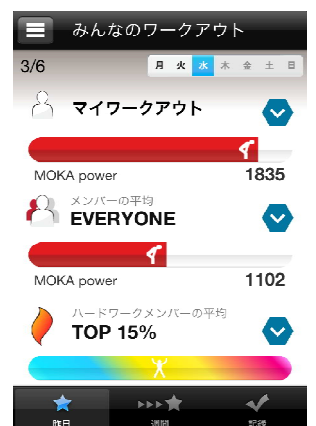 みんなのワークアウト
3/6
月 火 水 木 金 土 日
マイワークアウト
MOKA power 1835
メンバーの平均
EVERYONE
MOKA power 1102
ハードワークメンバーの平均
TOP 15%
昨日 週間 記録